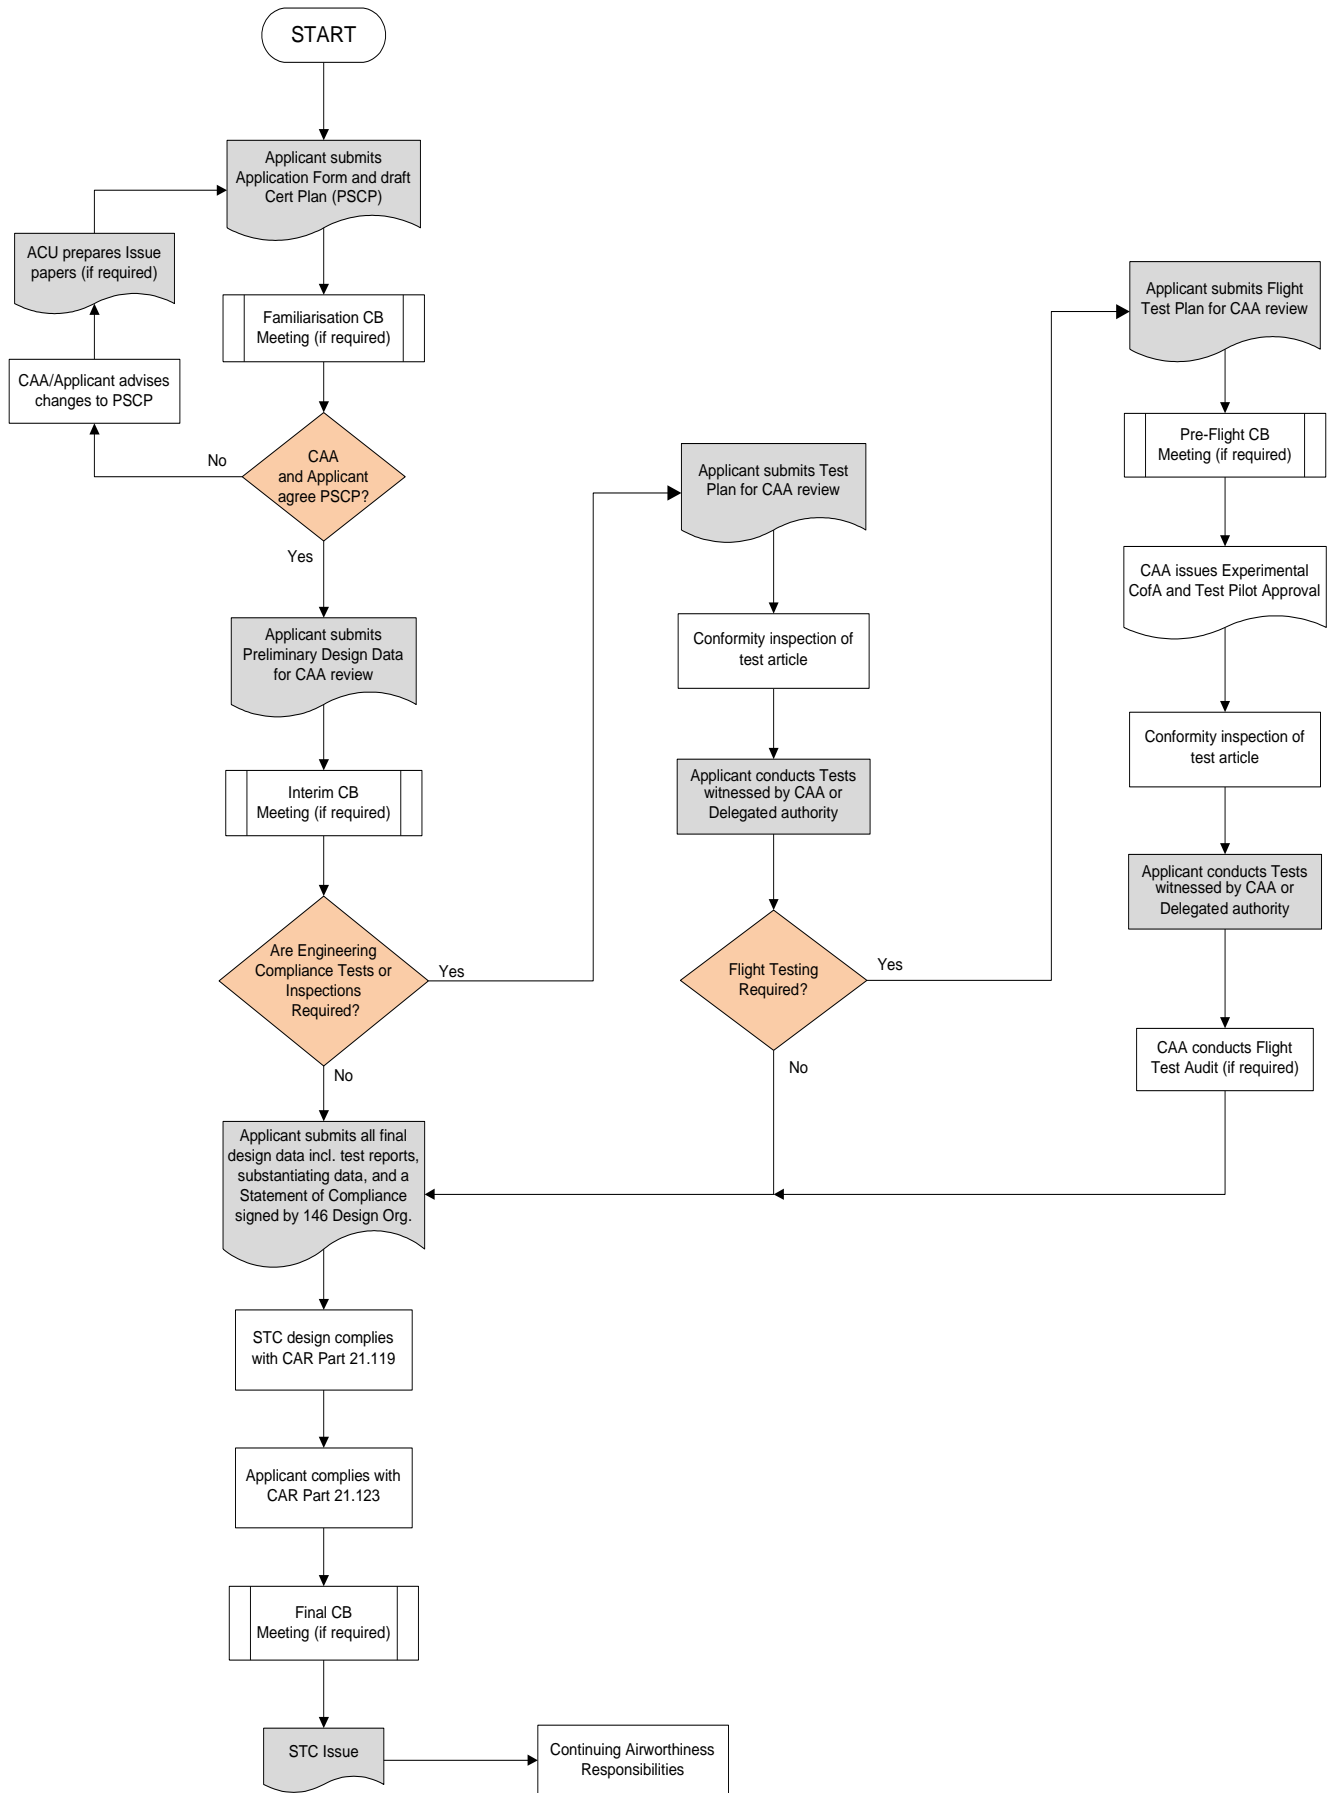 START
Applicant submits
Application Form and draft
Cert Plan (PSCP)
ACU prepares Issue
papers (if required)
Familiarisation CB
Meeting (if required)
CAA/Applicant advises
changes to PSCP
CAA
and Applicant
agree PSCP?
No
Yes
Applicant submits
Preliminary Design Data
for CAA review
Interim CB
Meeting (if required)
Are Engineering
Compliance Tests or
Inspections
Required?
Yes
No
Applicant submits Test
Plan for CAA review
Conformity inspection of
test article
Applicant conducts Tests
witnessed by CAA or
Delegated authority
Flight Testing
Required?
Yes
No
Applicant submits Flight
Test Plan for CAA review
Pre-Flight CB
Meeting (if required)
CAA issues Experimental
CofA and Test Pilot Approval
Conformity inspection of
test article
Applicant conducts Tests
witnessed by CAA or
Delegated authority
CAA conducts Flight
Test Audit (if required)
Applicant submits all final
design data incl. test reports,
substantiating data, and a
Statement of Compliance
signed by 146 Design Org.
STC design complies
with CAR Part 21.119
Applicant complies with
CAR Part 21.123
Final CB
Meeting (if required)
STC Issue
Continuing Airworthiness
Responsibilities